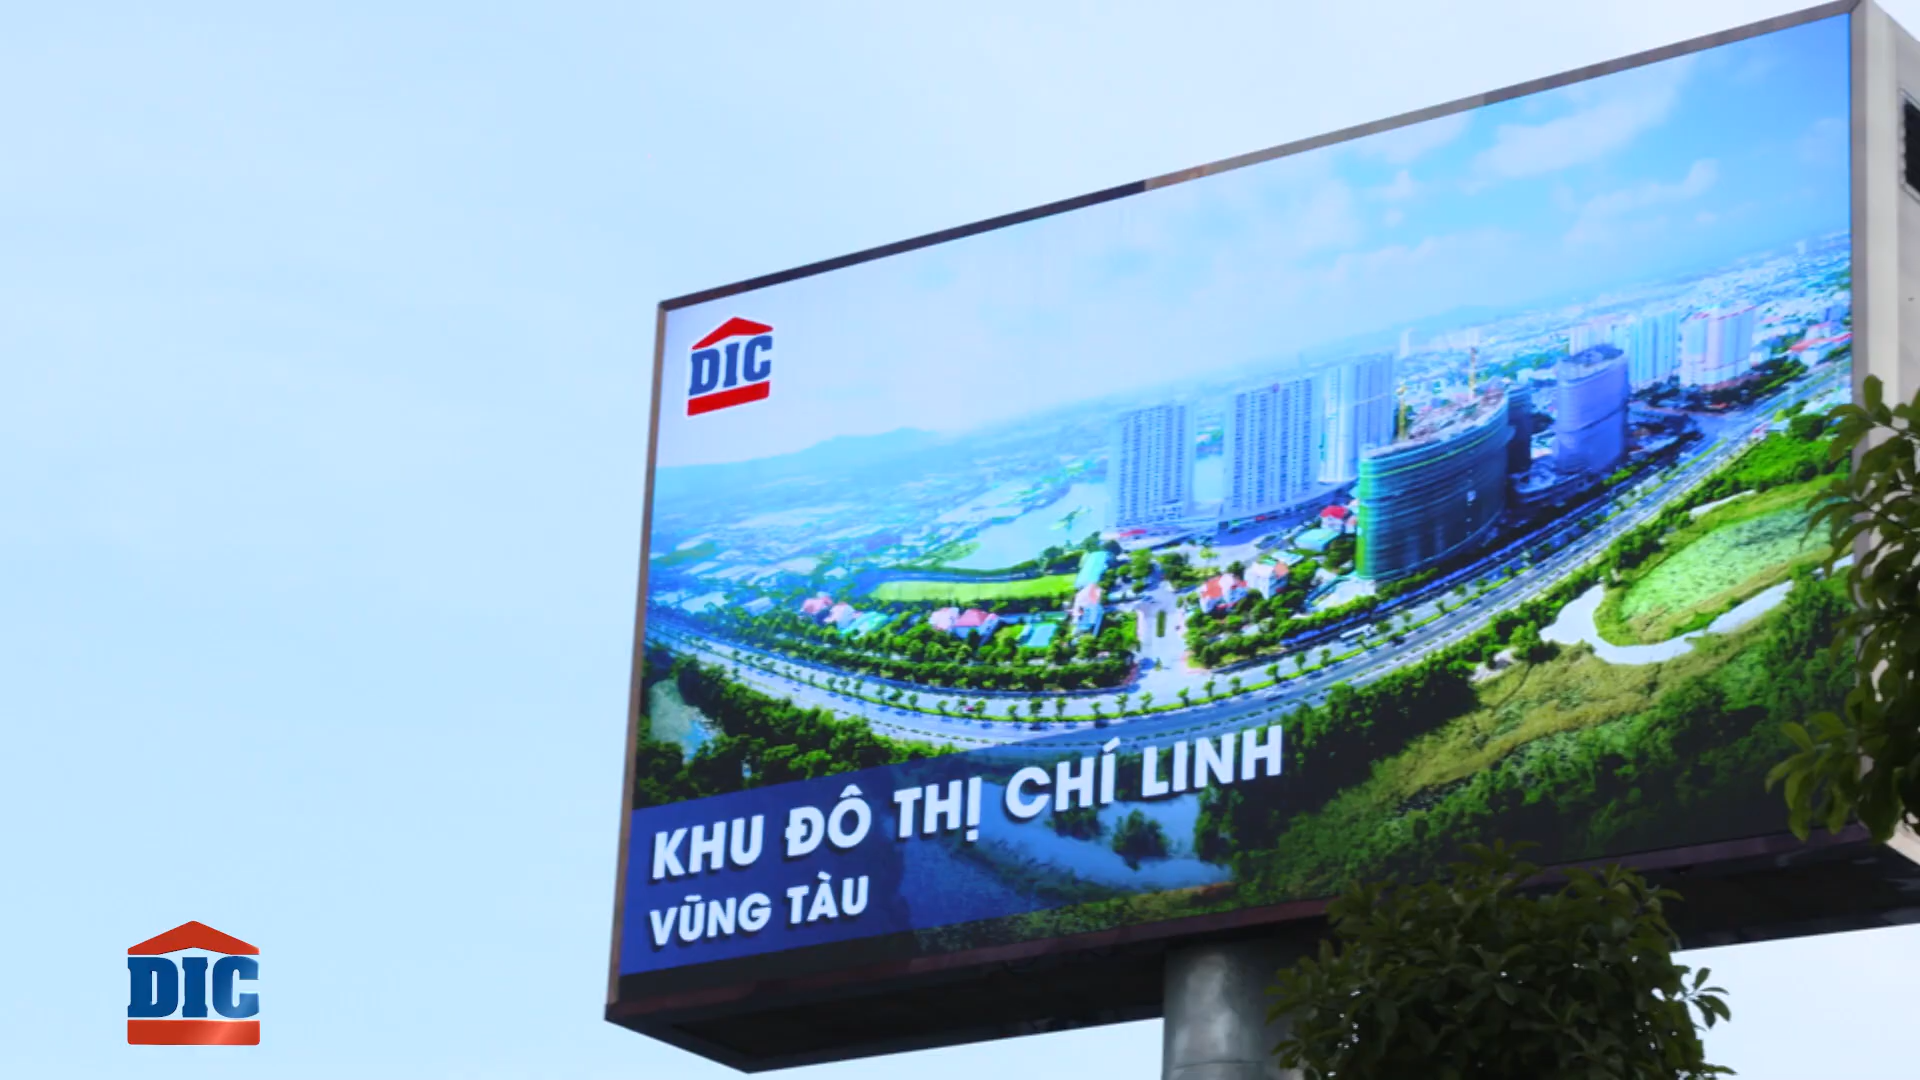 DIC
KHU ĐÔ THỊ CHÍ LINH
VŨNG TÀU
DIC